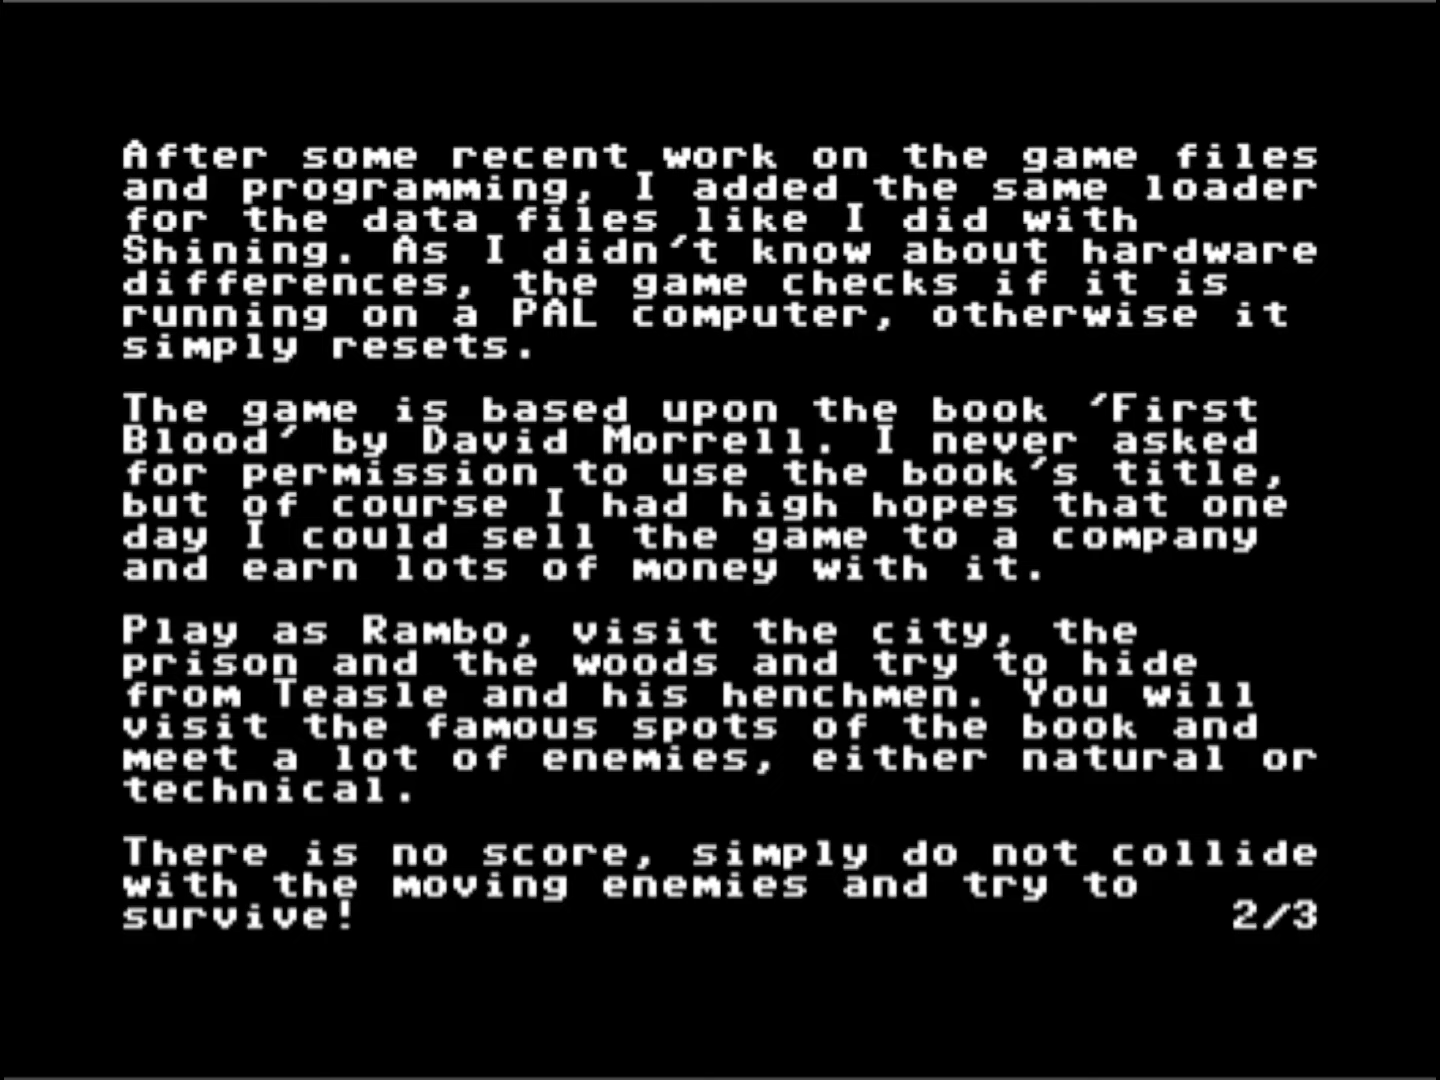 After some recent work on the game files
and programming, I added the same loader
for the data files like I did with
Shining. As I didn't know about hardware
differences, the game checks if it is
running on a PAL computer, otherwise it
simply resets.
The game is based upon the book 'First
Blood' by David Morrell. I never asked
for permission to use the book's title,
but of course I had high hopes that one
day I could sell the game to a company
and earn lots of money with it.
Play as Rambo, visit the city, the
prison and the woods and try to hide
from Teasle and his henchmen. You will
visit the famous spots of the book and
meet a lot of enemies, either natural or
technical.
There is no score, simply do not collide
with the moving enemies and try to
survive! 2/3